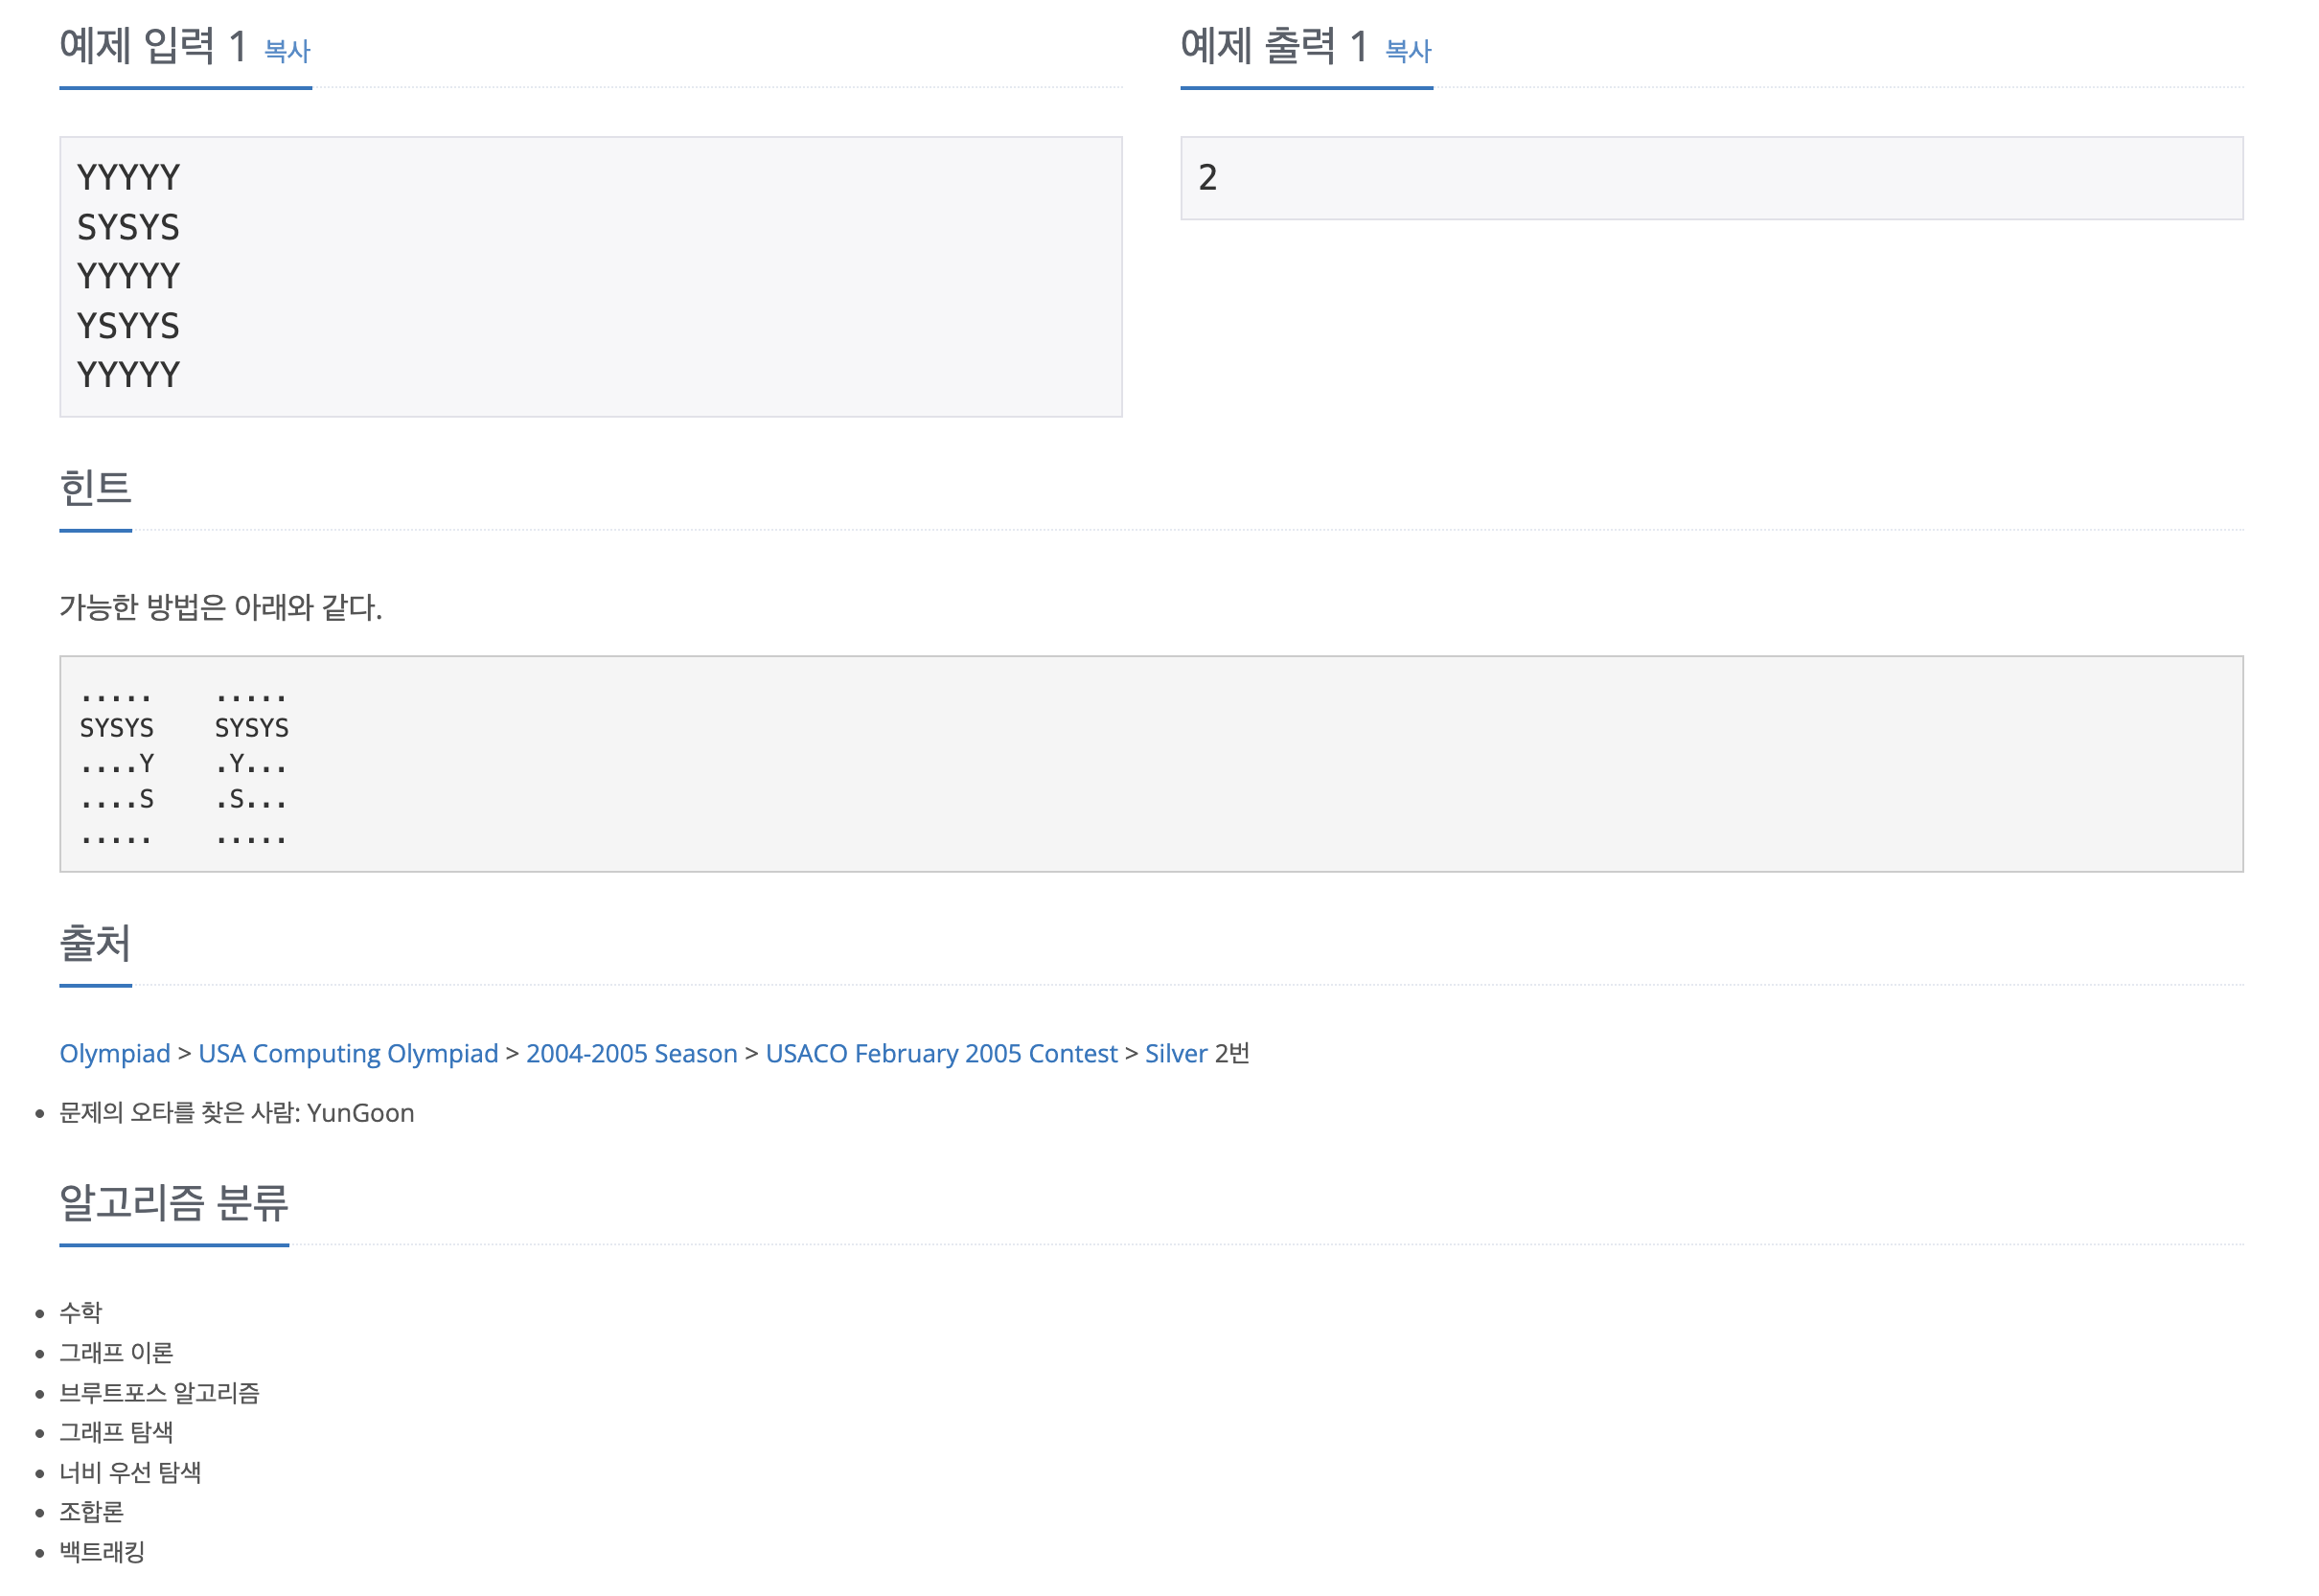 예제 입력 1 복사
YYYYY
SYSYS
YYYYY
YSYYS
YYYYY
예제 출력 1 복사
2
힌트
가능한 방법은 아래와 같다.
.....    .....
SYSYS    SYSYS
....Y    .Y...
....S    .S...
.....    .....
출처
Olympiad > USA Computing Olympiad > 2004-2005 Season > USACO February 2005 Contest > Silver 2번
• 문제의 오타를 찾은 사람: YunGoon
알고리즘 분류
• 수학
• 그래프 이론
• 브루트포스 알고리즘
• 그래프 탐색
• 너비 우선 탐색
• 조합론
• 백트래킹